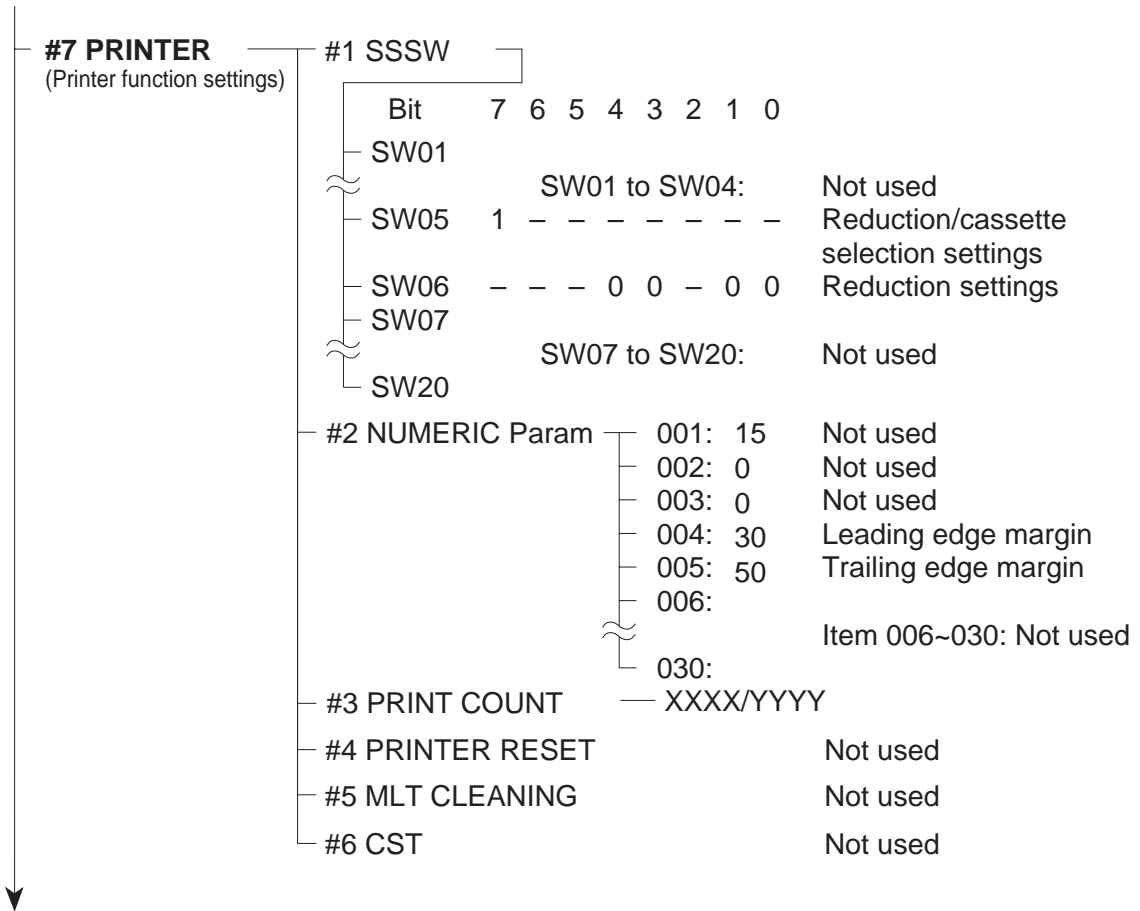 #7 PRINTER #1 SSSW
(Printer function settings)
Bit 7 6 5 4 3 2 1 0
SW01
SW01 to SW04: Not used
SW05 1 – – – – – – – Reduction/cassette
selection settings
SW06 – – – 0 0 – 0 0 Reduction settings
SW07
SW07 to SW20: Not used
SW20
#2 NUMERIC Param 001: 15 Not used
002: 0 Not used
003: 0 Not used
004: 30 Leading edge margin
005: 50 Trailing edge margin
006:
Item 006~030: Not used
030:
#3 PRINT COUNT XXXX/YYYY
#4 PRINTER RESET Not used
#5 MLT CLEANING Not used
#6 CST Not used